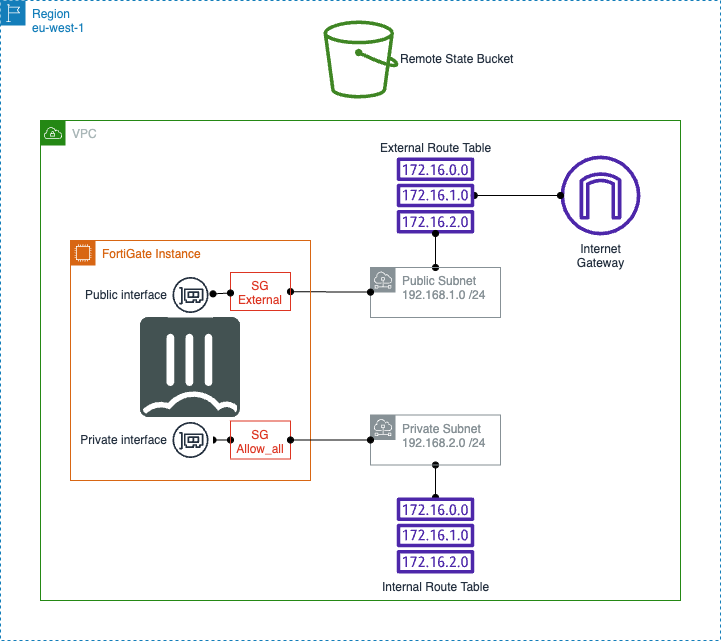 Region
eu-west-1
Remote State Bucket
VPC
External Route Table
172.16.0.0
172.16.1.0
172.16.2.0
Internet
Gateway
FortiGate Instance
Public interface
SG
External
Public Subnet
192.168.1.0 /24
Private interface
SG
Allow_all
Private Subnet
192.168.2.0 /24
172.16.0.0
172.16.1.0
172.16.2.0
Internal Route Table